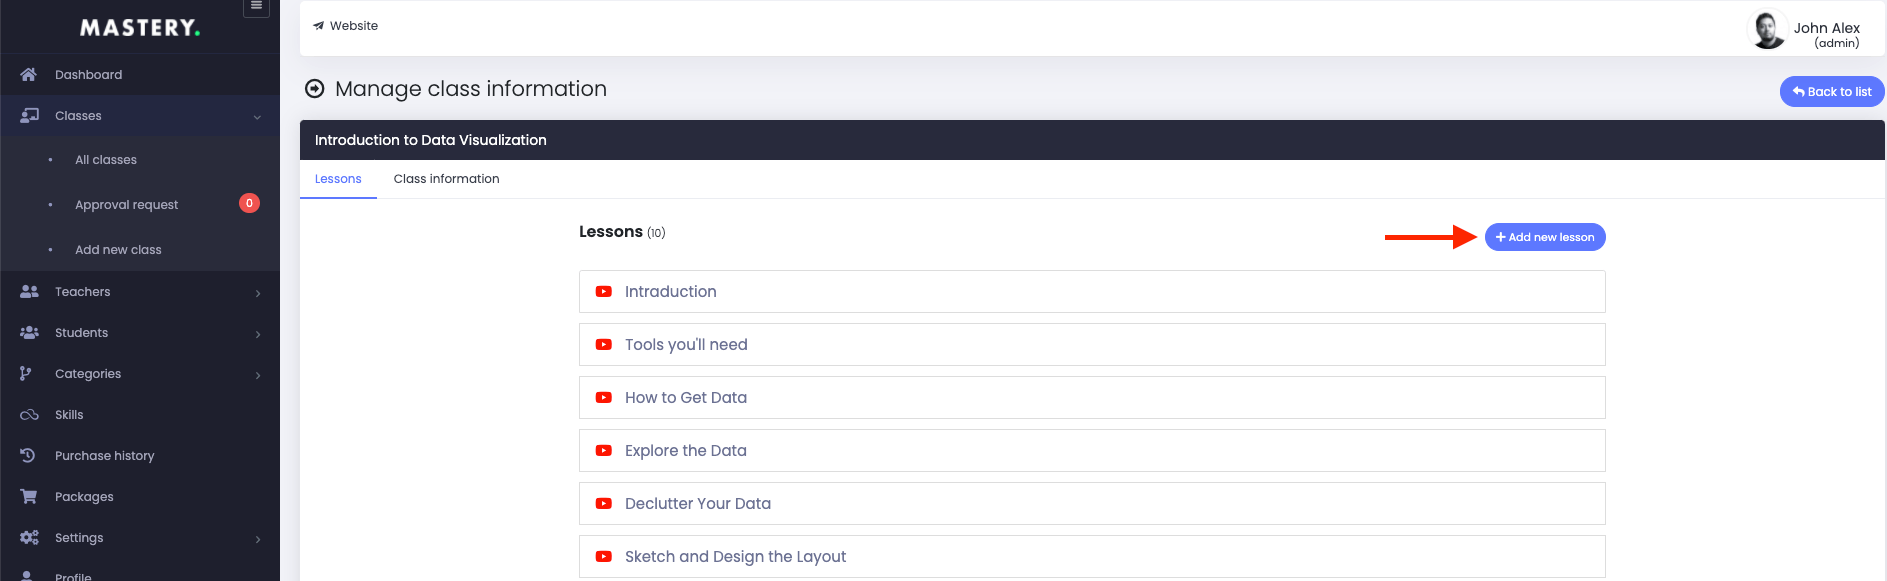 MASTERY.
Dashboard
Classes
All classes
Approval request 0
Add new class
Teachers
Students
Categories
Skills
Purchase history
Packages
Settings
Profile
Website
John Alex
(admin)
Manage class information
Back to list
Introduction to Data Visualization
Lessons Class information
Lessons (10)
Add new lesson
Intraduction
Tools you'll need
How to Get Data
Explore the Data
Declutter Your Data
Sketch and Design the Layout